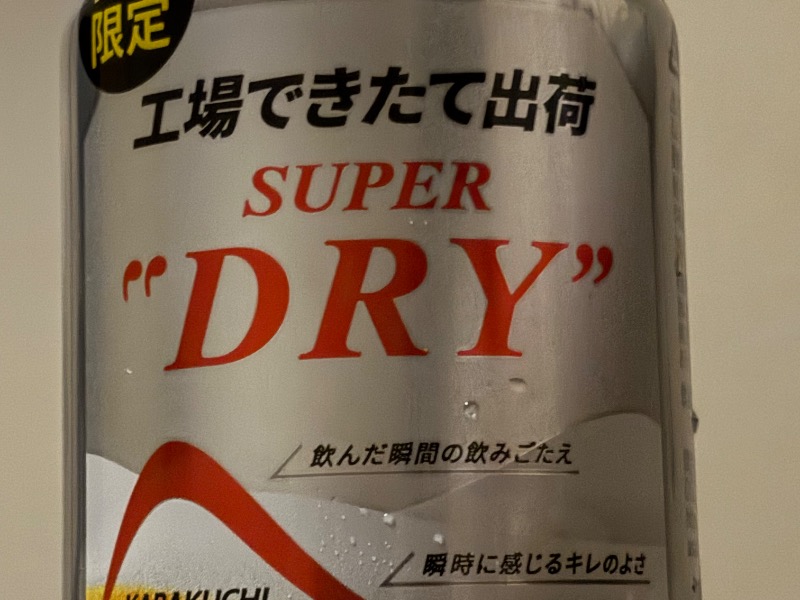 限定
工場できたて出荷
SUPER
“DRY”
飲んだ瞬間の飲みごたえ
瞬時に感じるキレのよさ
KARAKUCHI